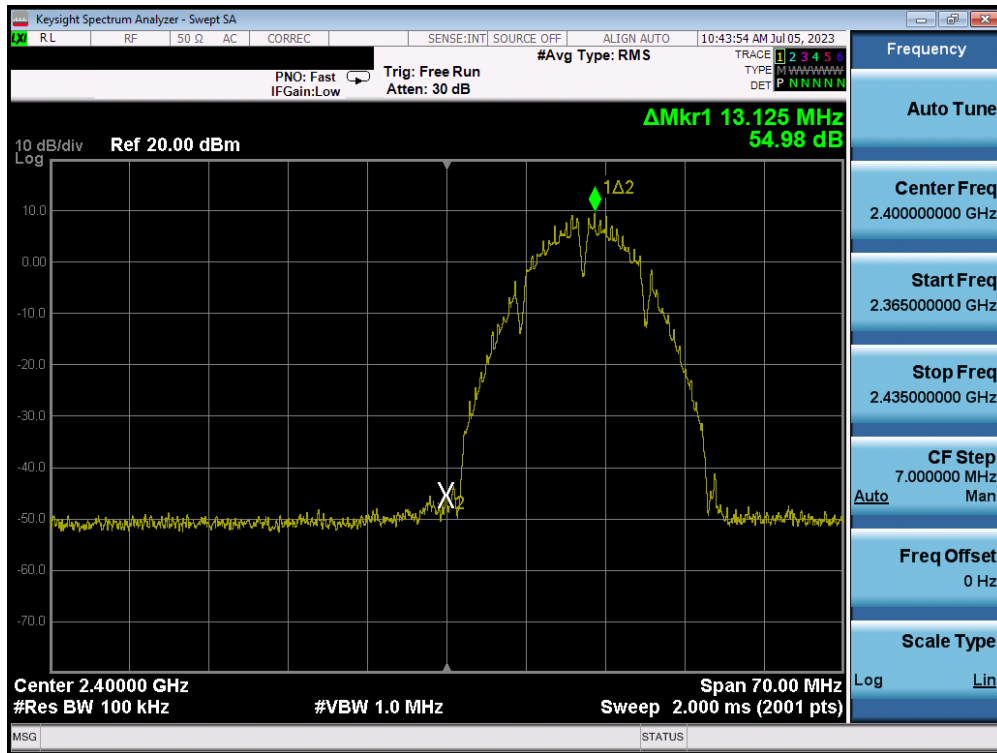 Keysight Spectrum Analyzer - Swept SA
LXI RL RF 50 Ω AC CORREC SENSE:INT SOURCE OFF ALIGN AUTO 10:43:54 AM Jul 05, 2023
#Avg Type: RMS
TRACE 1 2 3 4 5 6
PNO: Fast Trig: Free Run
TYPE M W W W W W
IFGain:Low Atten: 30 dB
DET P N N N N N
ΔMkr1 13.125 MHz
54.98 dB
10 dB/div Ref 20.00 dBm
Log
1Δ2
10.0
0.00
-10.0
-20.0
-30.0
-40.0
X2
-50.0
-60.0
-70.0
Center 2.40000 GHz Span 70.00 MHz
#Res BW 100 kHz #VBW 1.0 MHz Sweep 2.000 ms (2001 pts)
MSG STATUS
Frequency
Auto Tune
Center Freq
2.400000000 GHz
Start Freq
2.365000000 GHz
Stop Freq
2.435000000 GHz
CF Step
7.000000 MHz
Auto Man
Freq Offset
0 Hz
Scale Type
Log Lin